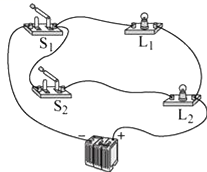 S₁ L₁
S₂ L₂
− +